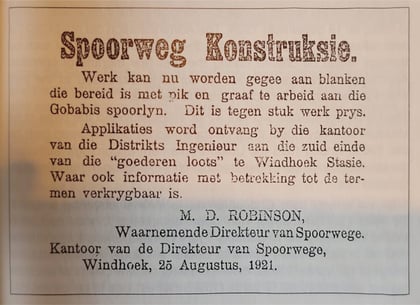 Spoorweg Konstruksie.
Werk kan nu worden gegee aan blanken
die bereid is met pik en graaf te arbeid aan die
Gobabis spoorlyn. Dit is tegen stuk werk prys.
Applikaties word ontvang by die kantoor
van die Distrikts Ingenieur aan die zuid einde
van die "goederen loots" te Windhoek Stasie.
Waar ook informatie met betrekking tot de ter-
men verkrygbaar is.
M. D. ROBINSON,
Waarnemende Direkteur van Spoorwege.
Kantoor van de Direkteur van Spoorwege,
Windhoek, 25 Augustus, 1921.